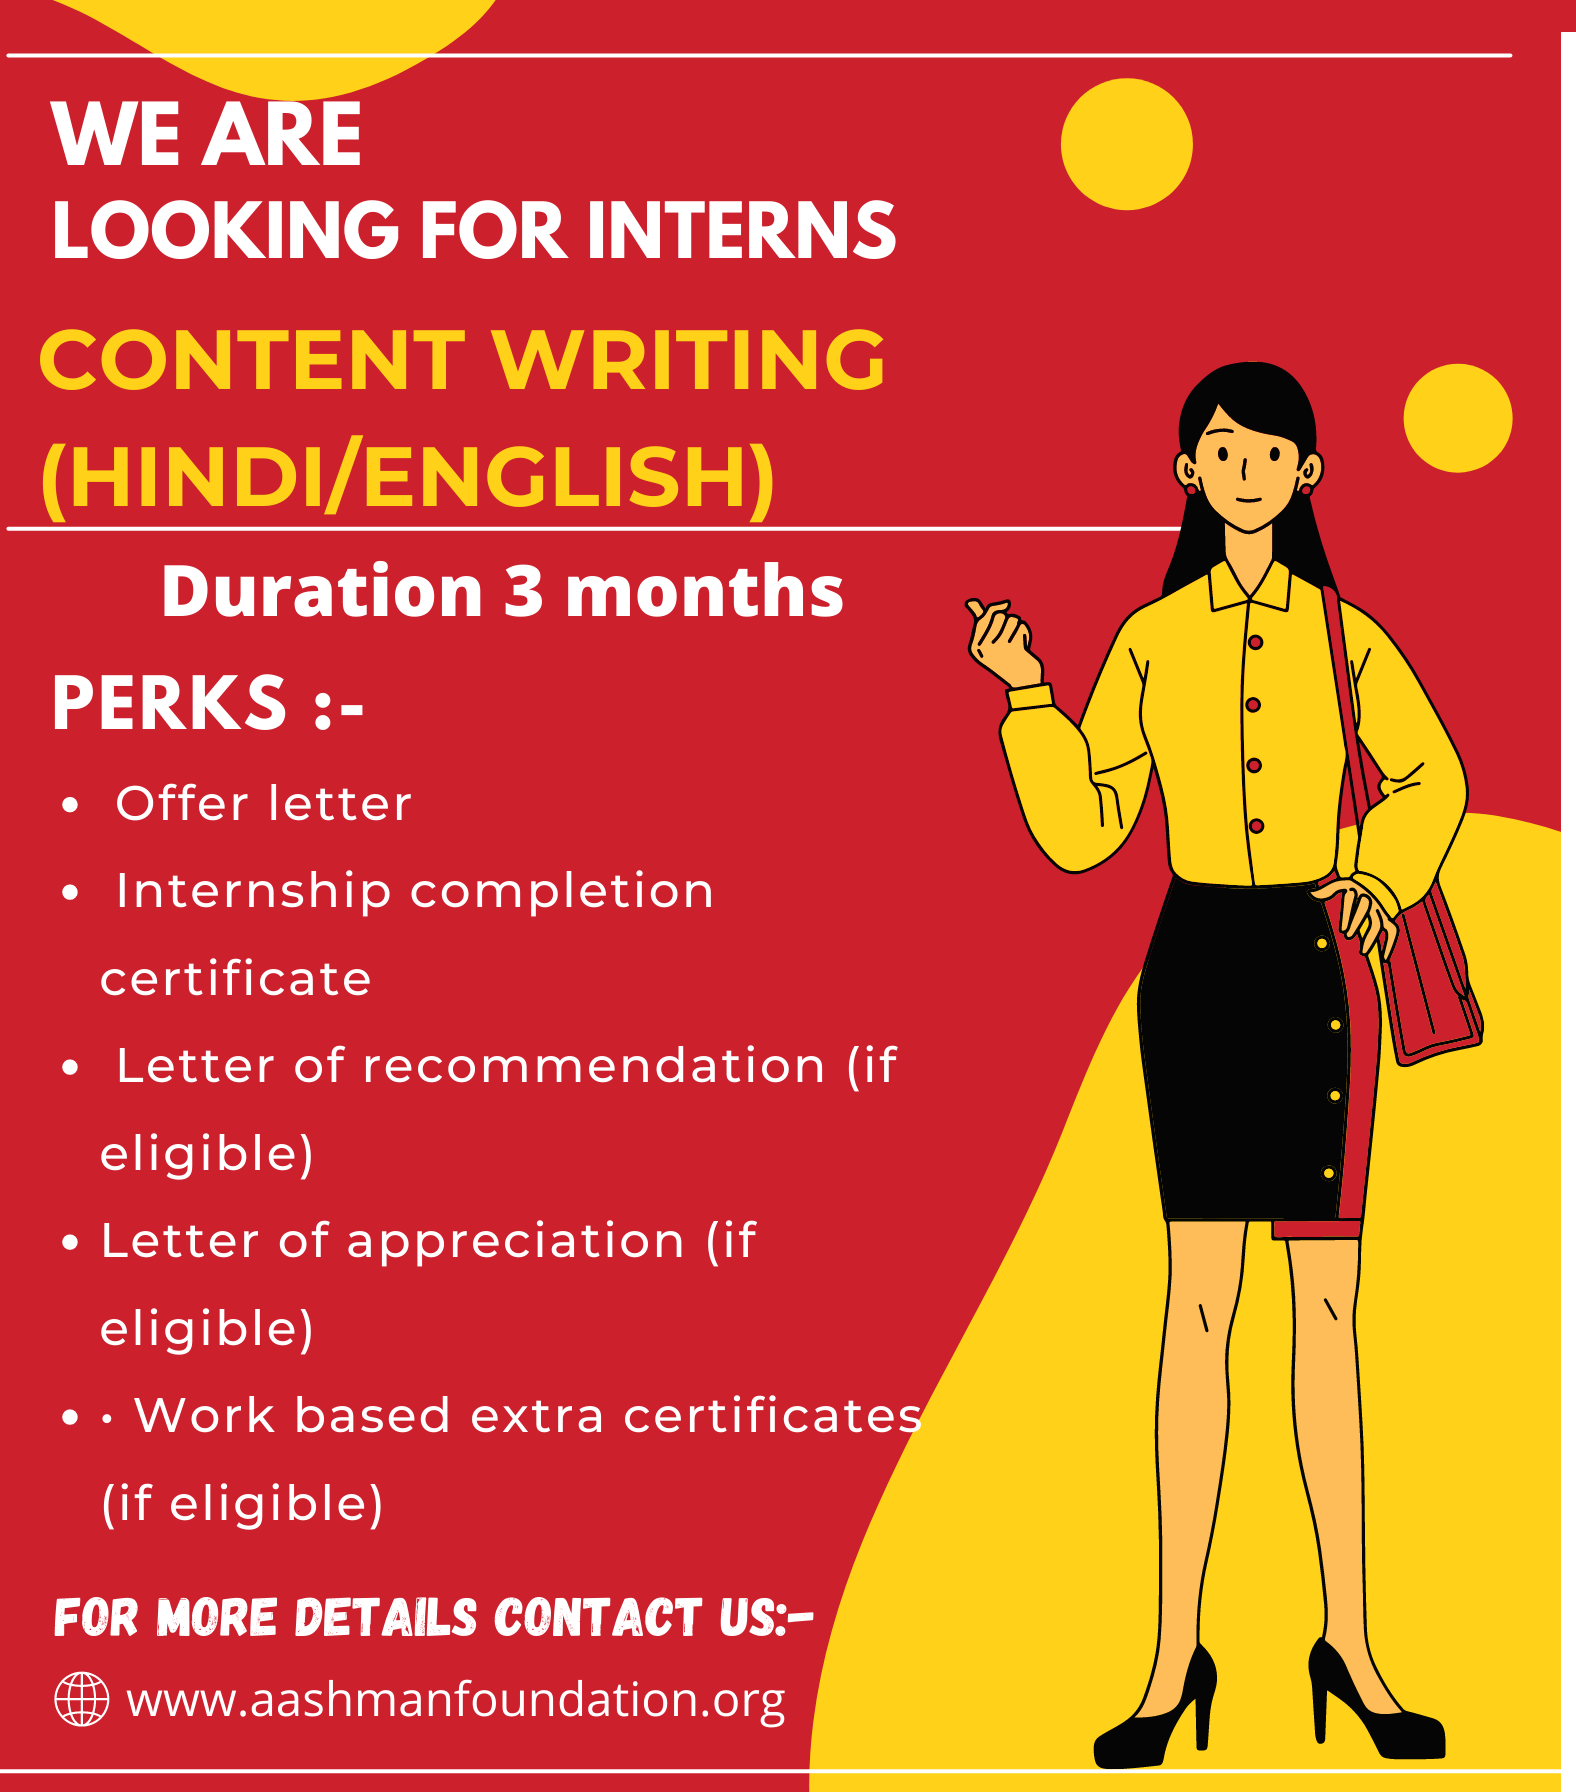 WE ARE
LOOKING FOR INTERNS
CONTENT WRITING
(HINDI/ENGLISH)
Duration 3 months
PERKS :-
• Offer letter
• Internship completion
certificate
• Letter of recommendation (if
eligible)
• Letter of appreciation (if
eligible)
• · Work based extra certificates
(if eligible)
FOR MORE DETAILS CONTACT US:-
www.aashmanfoundation.org